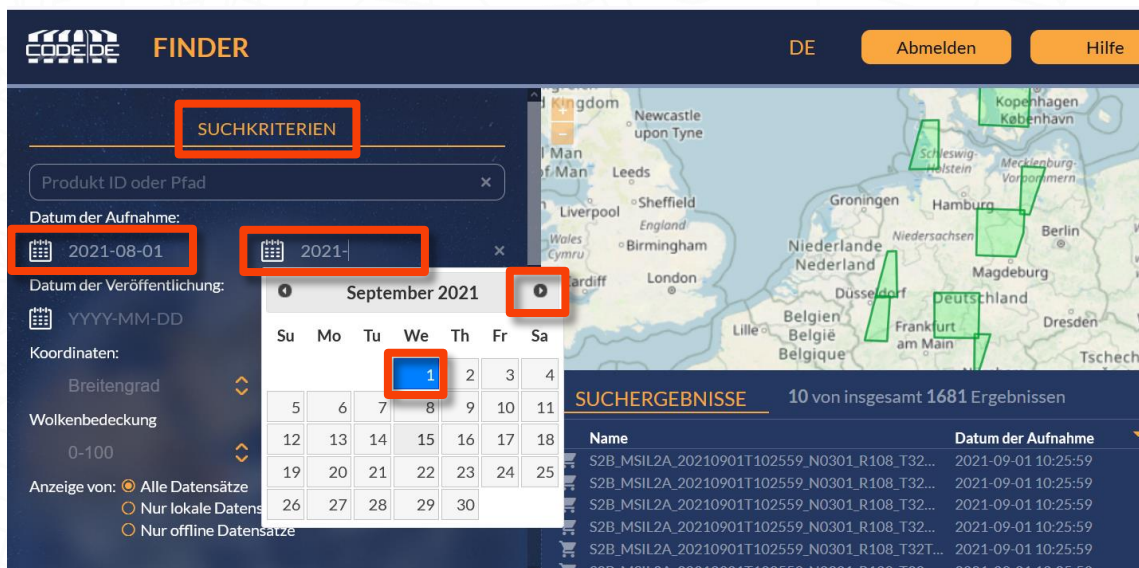 CODE DE FINDER DE Abmelden Hilfe
SUCHKRITERIEN
Produkt ID oder Pfad ×
Datum der Aufnahme:
2021-08-01 2021- ×
Datum der Veröffentlichung:
YYYY-MM-DD
Koordinaten:
Breitengrad
Wolkenbedeckung
0-100
Anzeige von: Alle Datensätze
Nur lokale Datens
Nur offline Datensätze
September 2021
Su Mo Tu We Th Fr Sa
1 2 3 4
5 6 7 8 9 10 11
12 13 14 15 16 17 18
19 20 21 22 23 24 25
26 27 28 29 30
+
−
d Kingdom
Newcastle
upon Tyne
l Man
of Man
Leeds
Liverpool
Sheffield
England
Wales
Cymru
Birmingham
Cardiff
London
Kopenhagen
København
Schleswig-
Holstein
Mecklenburg-
Vorpommern
Groningen
Hamburg
Niedersachsen
Berlin
Niederlande
Nederland
Magdeburg
Düsseldorf
Deutschland
Belgien
België
Belgique
Lille
Frankfurt
am Main
Dresden
Tschech
SUCHERGEBNISSE 10 von insgesamt 1681 Ergebnissen
Name Datum der Aufnahme
S2B_MSIL2A_20210901T102559_N0301_R108_T32... 2021-09-01 10:25:59
S2B_MSIL2A_20210901T102559_N0301_R108_T32... 2021-09-01 10:25:59
S2B_MSIL2A_20210901T102559_N0301_R108_T32... 2021-09-01 10:25:59
S2B_MSIL2A_20210901T102559_N0301_R108_T32... 2021-09-01 10:25:59
S2B_MSIL2A_20210901T102559_N0301_R108_T32T... 2021-09-01 10:25:59